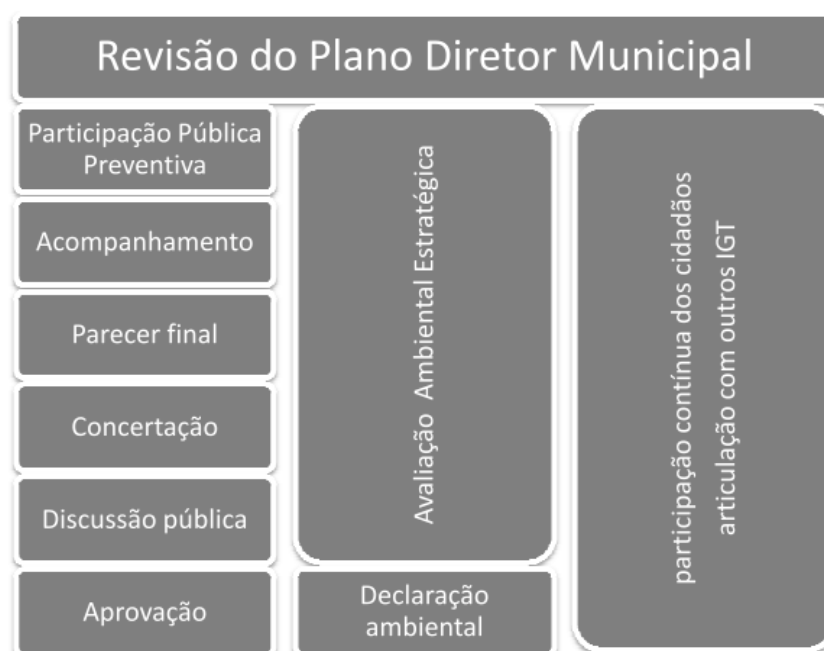 Revisão do Plano Diretor Municipal
Participação Pública
Preventiva
Acompanhamento
Parecer final
Concertação
Discussão pública
Aprovação
Avaliação Ambiental Estratégica
Declaração
ambiental
participação contínua dos cidadãos
articulação com outros IGT